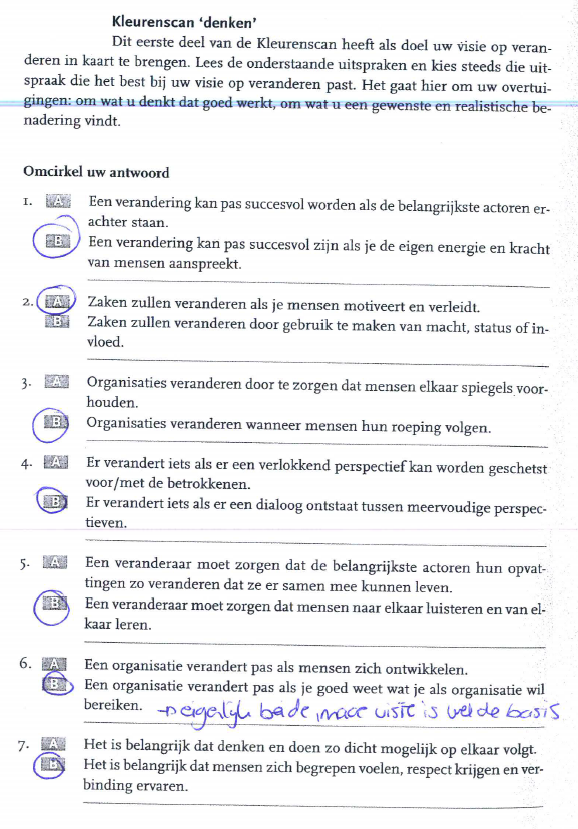 Kleurenscan ‘denken’
Dit eerste deel van de Kleurenscan heeft als doel uw visie op veran-
deren in kaart te brengen. Lees de onderstaande uitspraken en kies steeds die uit-
spraak die het best bij uw visie op veranderen past. Het gaat hier om uw overtui-
gingen: om wat u denkt dat goed werkt, om wat u een gewenste en realistische be-
nadering vindt.
Omcirkel uw antwoord
1. A Een verandering kan pas succesvol worden als de belangrijkste actoren er-
achter staan.
B Een verandering kan pas succesvol zijn als je de eigen energie en kracht
van mensen aanspreekt.
2. A Zaken zullen veranderen als je mensen motiveert en verleidt.
B Zaken zullen veranderen door gebruik te maken van macht, status of in-
vloed.
3. A Organisaties veranderen door te zorgen dat mensen elkaar spiegels voor-
houden.
B Organisaties veranderen wanneer mensen hun roeping volgen.
4. A Er verandert iets als er een verlokkend perspectief kan worden geschetst
voor/met de betrokkenen.
B Er verandert iets als er een dialoog ontstaat tussen meervoudige perspec-
tieven.
5. A Een veranderaar moet zorgen dat de belangrijkste actoren hun opvat-
tingen zo veranderen dat ze er samen mee kunnen leven.
B Een veranderaar moet zorgen dat mensen naar elkaar luisteren en van el-
kaar leren.
6. A Een organisatie verandert pas als mensen zich ontwikkelen.
B Een organisatie verandert pas als je goed weet wat je als organisatie wil
bereiken. → eigenlijk beide, maar is wel de basis
7. A Het is belangrijk dat denken en doen zo dicht mogelijk op elkaar volgt.
B Het is belangrijk dat mensen zich begrepen voelen, respect krijgen en ver-
binding ervaren.